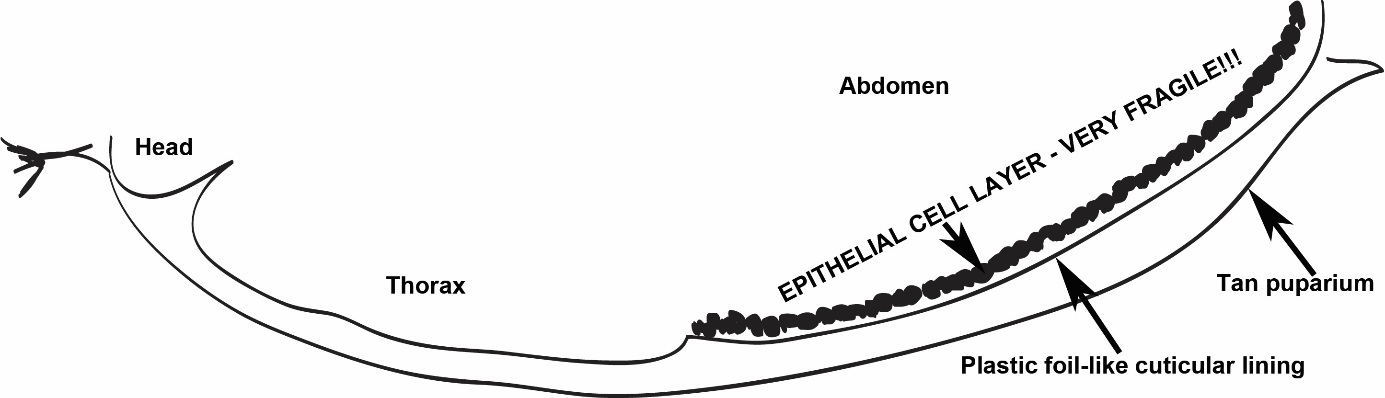 Abdomen
Head
EPITHELIAL CELL LAYER - VERY FRAGILE!!!
Thorax
Tan puparium
Plastic foil-like cuticular lining